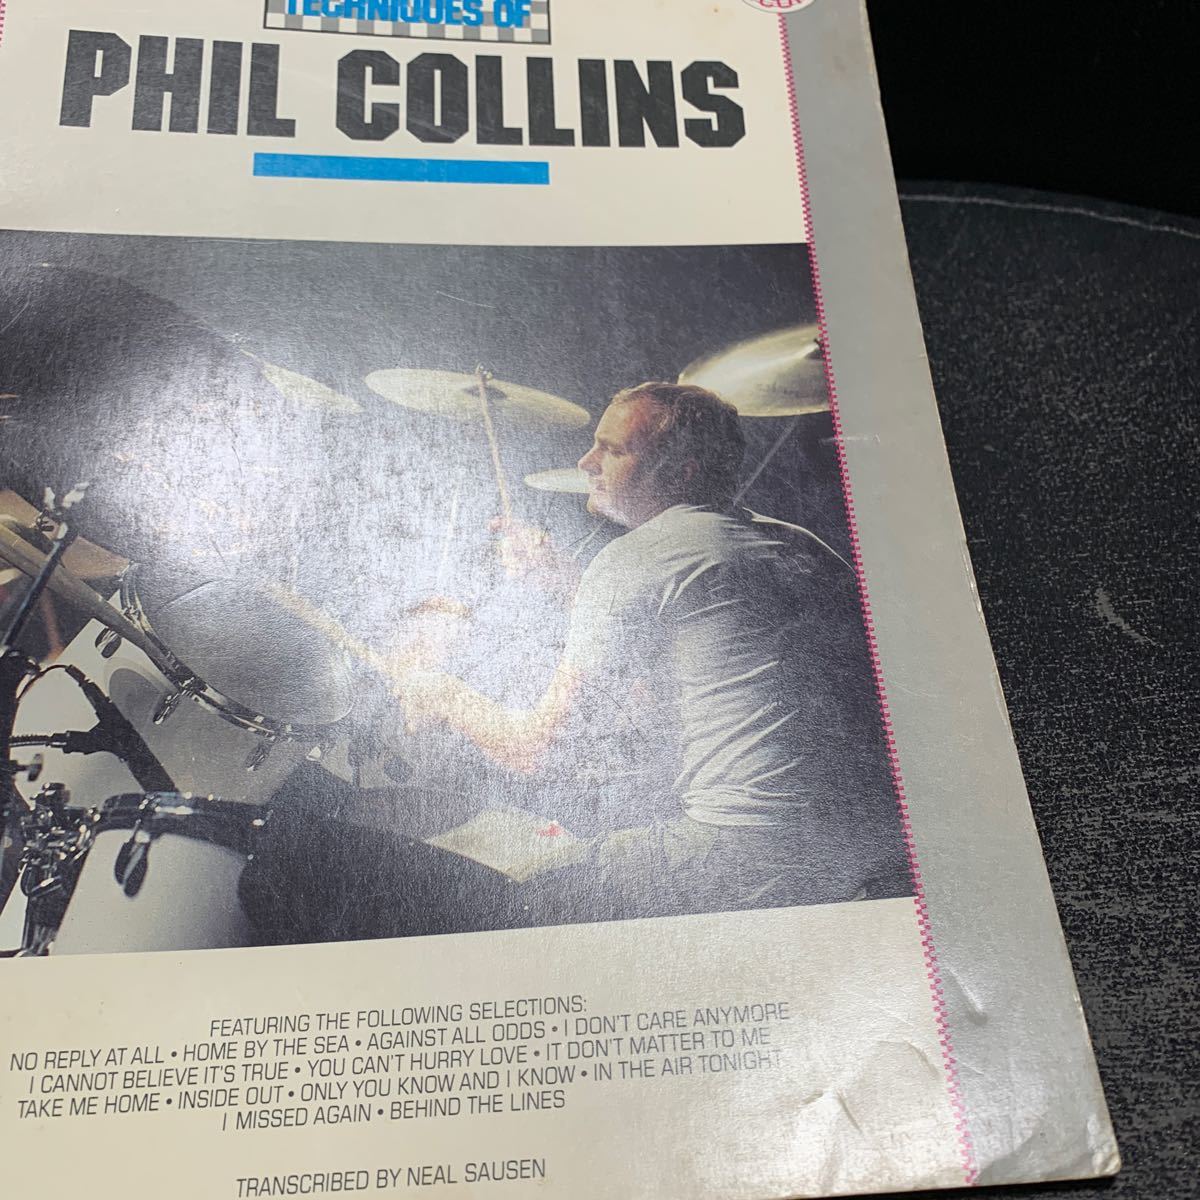 TECHNIQUES OF
PHIL COLLINS
FEATURING THE FOLLOWING SELECTIONS:
NO REPLY AT ALL • HOME BY THE SEA • AGAINST ALL ODDS • I DON'T CARE ANYMORE
I CANNOT BELIEVE IT'S TRUE • YOU CAN'T HURRY LOVE • IT DON'T MATTER TO ME
TAKE ME HOME • INSIDE OUT • ONLY YOU KNOW AND I KNOW • IN THE AIR TONIGHT
I MISSED AGAIN • BEHIND THE LINES
TRANSCRIBED BY NEAL SAUSEN